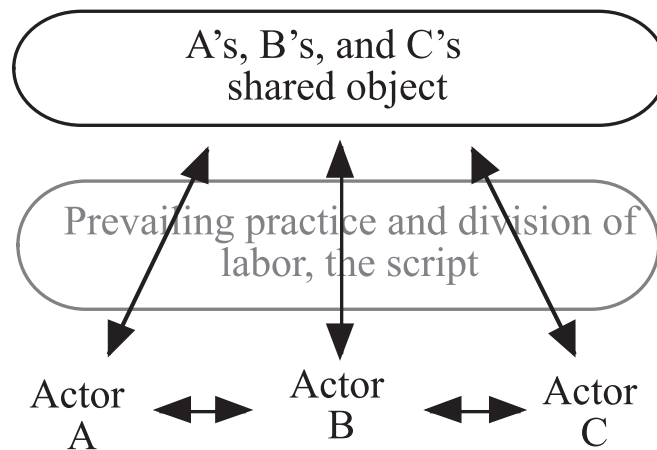 A’s, B’s, and C’s
shared object
Prevailing practice and division of
labor, the script
Actor
A
Actor
B
Actor
C